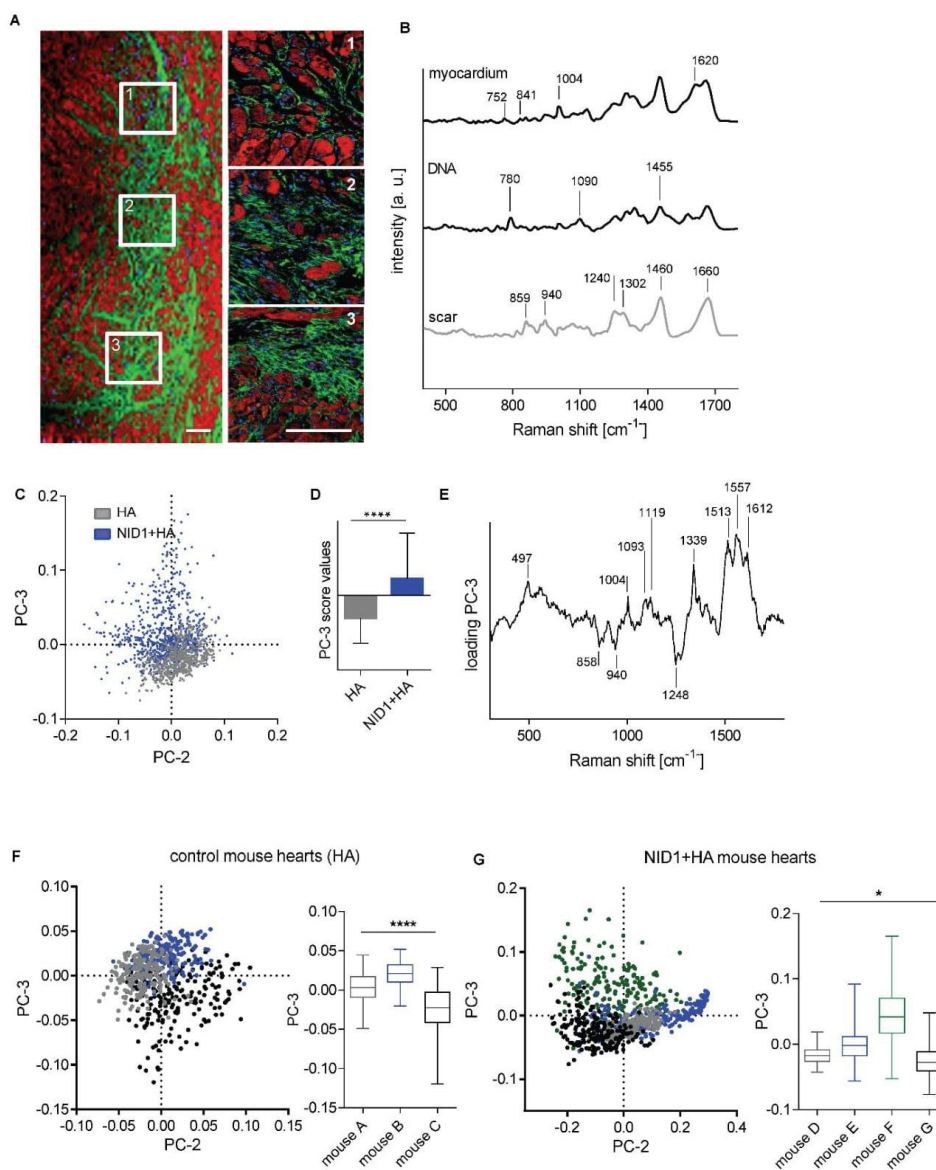 A
1
2
3
1
2
3
B
myocardium
752
841
1004
1620
DNA
780
1090
1455
scar
859
940
1240
1302
1460
1660
intensity [a. u.]
500 800 1100 1400 1700
Raman shift [cm⁻¹]
C
HA
NID1+HA
0.2
0.1
0.0
-0.1
PC-3
-0.2 -0.1 0.0 0.1 0.2
PC-2
D
****
PC-3 score values
HA
NID1+HA
E
497
858
940
1004
1093
1119
1248
1339
1513
1557
1612
loading PC-3
500 1000 1500
Raman shift [cm⁻¹⁻]
F
control mouse hearts (HA)
0.10
0.05
0.00
-0.05
-0.10
-0.15
PC-3
-0.10 -0.05 0.00 0.05 0.10 0.15
PC-2
****
0.10
0.05
0.00
-0.05
-0.10
-0.15
PC-3
mouse A
mouse B
mouse C
G
NID1+HA mouse hearts
0.2
0.1
0.0
-0.1
PC-3
-0.4 -0.2 0.0 0.2 0.4
PC-2
*
0.2
0.1
0.0
-0.1
PC-3
mouse D
mouse E
mouse F
mouse G